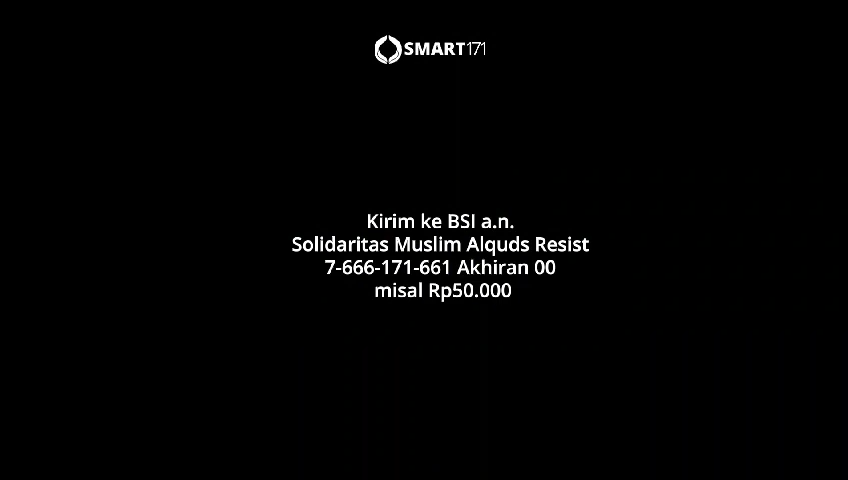 SMART171
Kirim ke BSI a.n.
Solidaritas Muslim Alquds Resist
7-666-171-661 Akhiran 00
misal Rp50.000